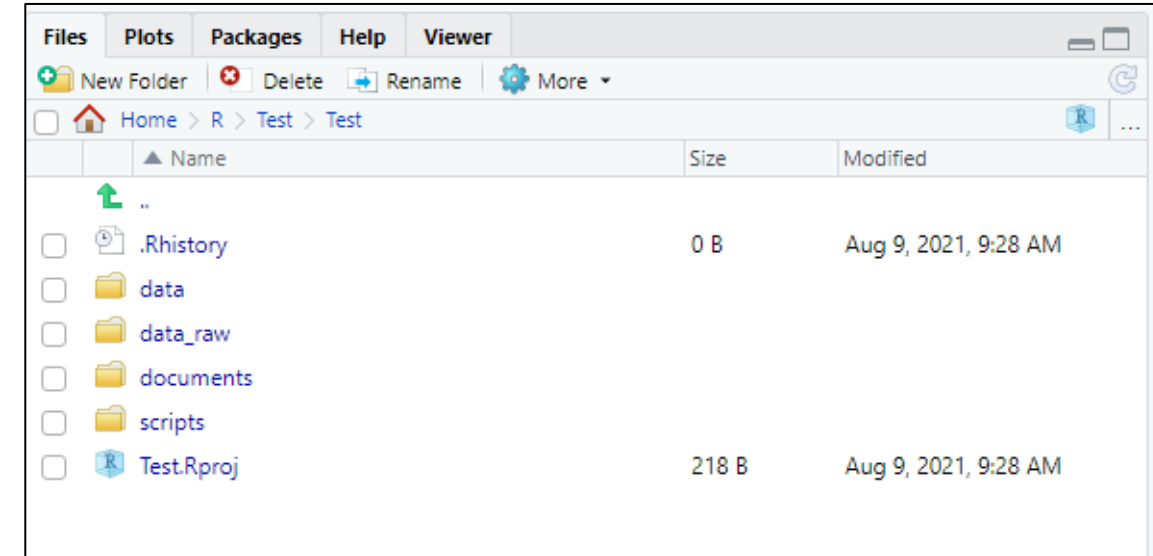 Files Plots Packages Help Viewer
New Folder Delete Rename More
Home > R > Test > Test R ...
Name Size Modified
..
.Rhistory 0 B Aug 9, 2021, 9:28 AM
data
data_raw
documents
scripts
R Test.Rproj 218 B Aug 9, 2021, 9:28 AM